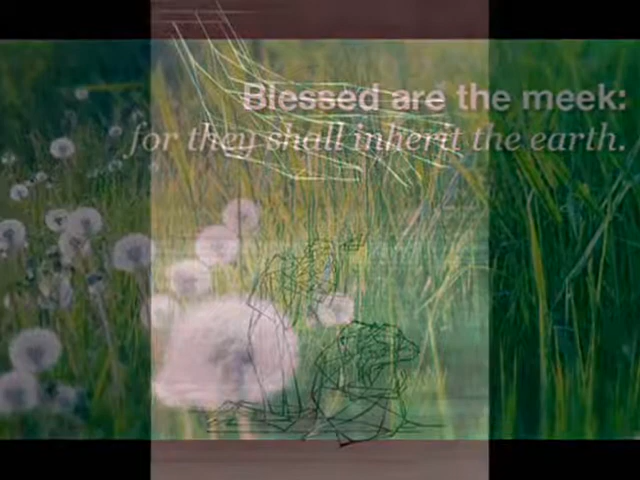 Blessed are the meek:
for they shall inherit the earth.